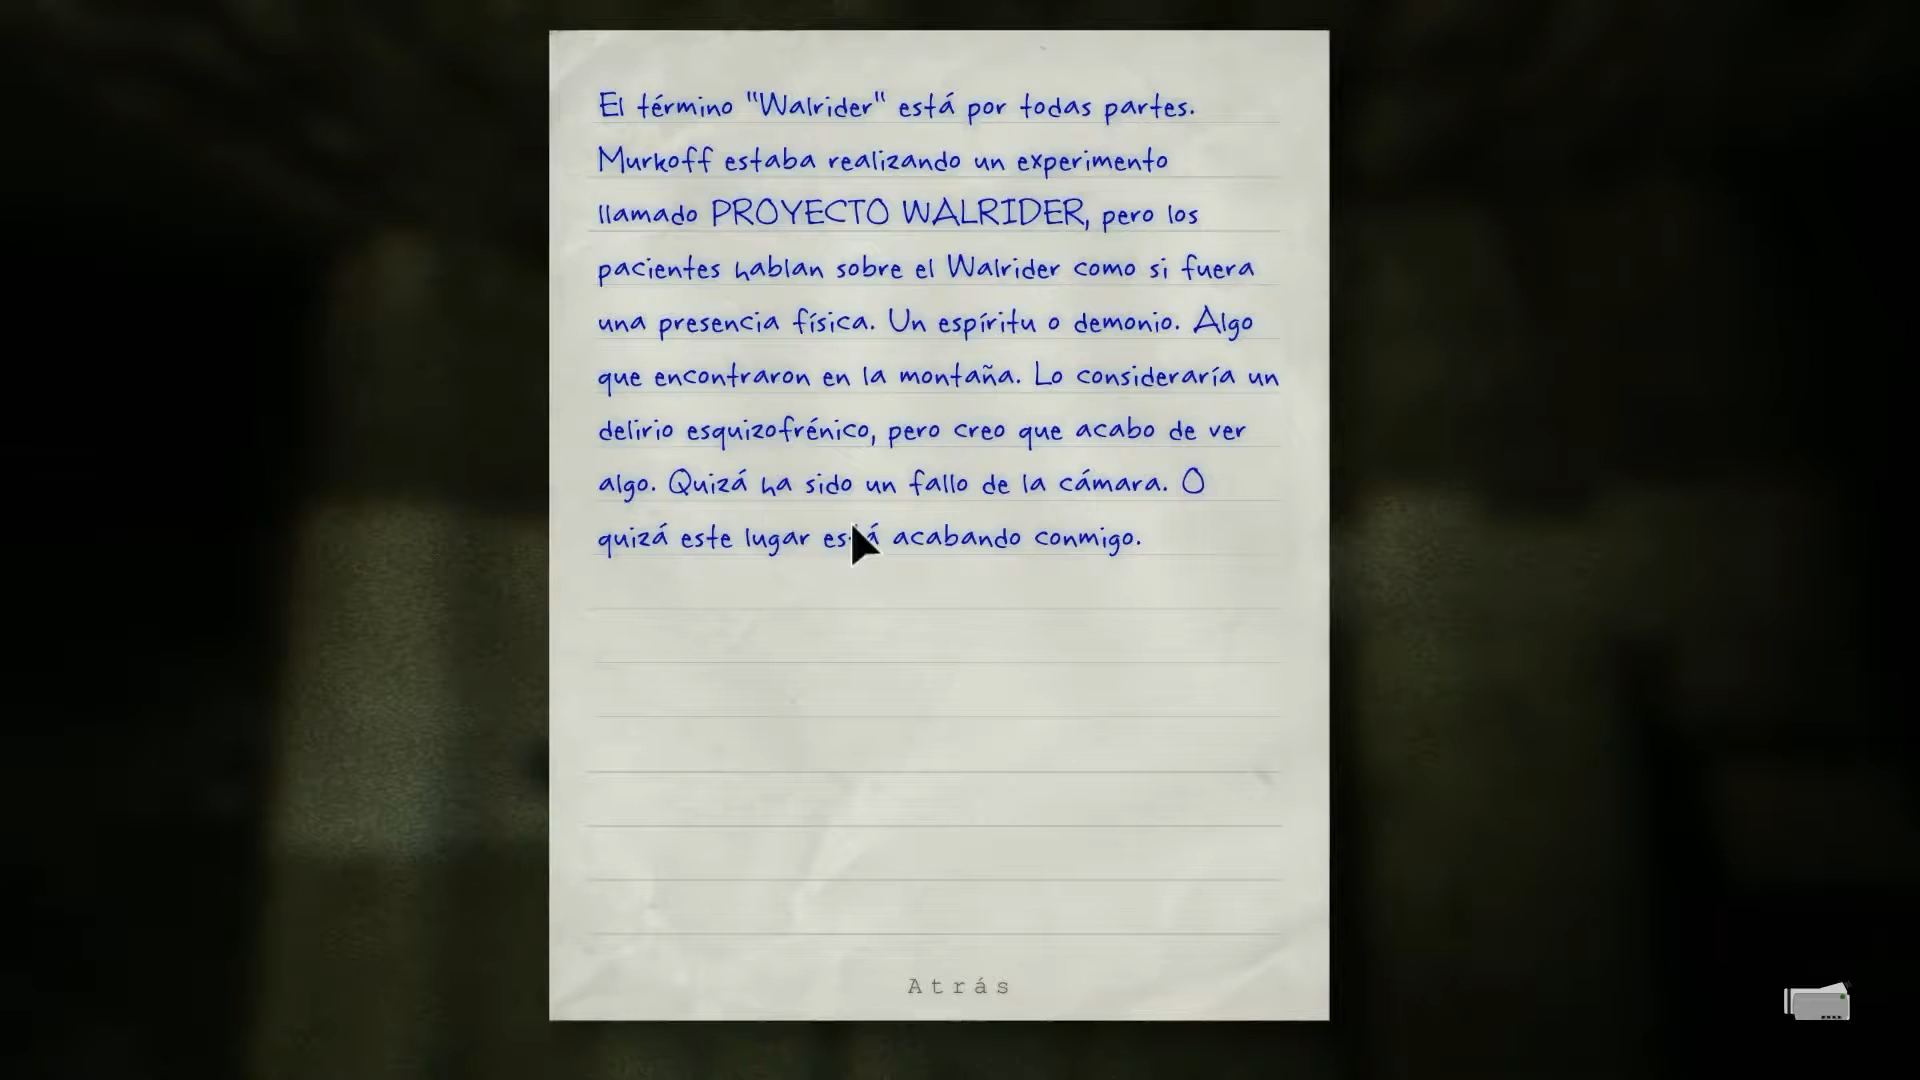 El término "Walrider" está por todas partes.
Murkoff estaba realizando un experimento
llamado PROYECTO WALRIDER, pero los
pacientes hablan sobre el Walrider como si fuera
una presencia física. Un espíritu o demonio. Algo
que encontraron en la montaña. Lo consideraría un
delirio esquizofrénico, pero creo que acabo de ver
algo. Quizá ha sido un fallo de la cámara. O
quizá este lugar está acabando conmigo.
Atrás